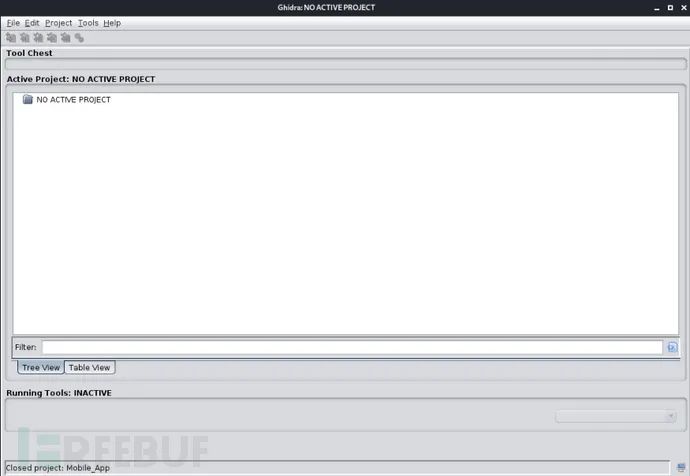 Ghidra: NO ACTIVE PROJECT
File Edit Project Tools Help
Tool Chest
Active Project: NO ACTIVE PROJECT
NO ACTIVE PROJECT
Filter:
Tree View Table View
Running Tools: INACTIVE
FREEBUF
Closed project: Mobile_App